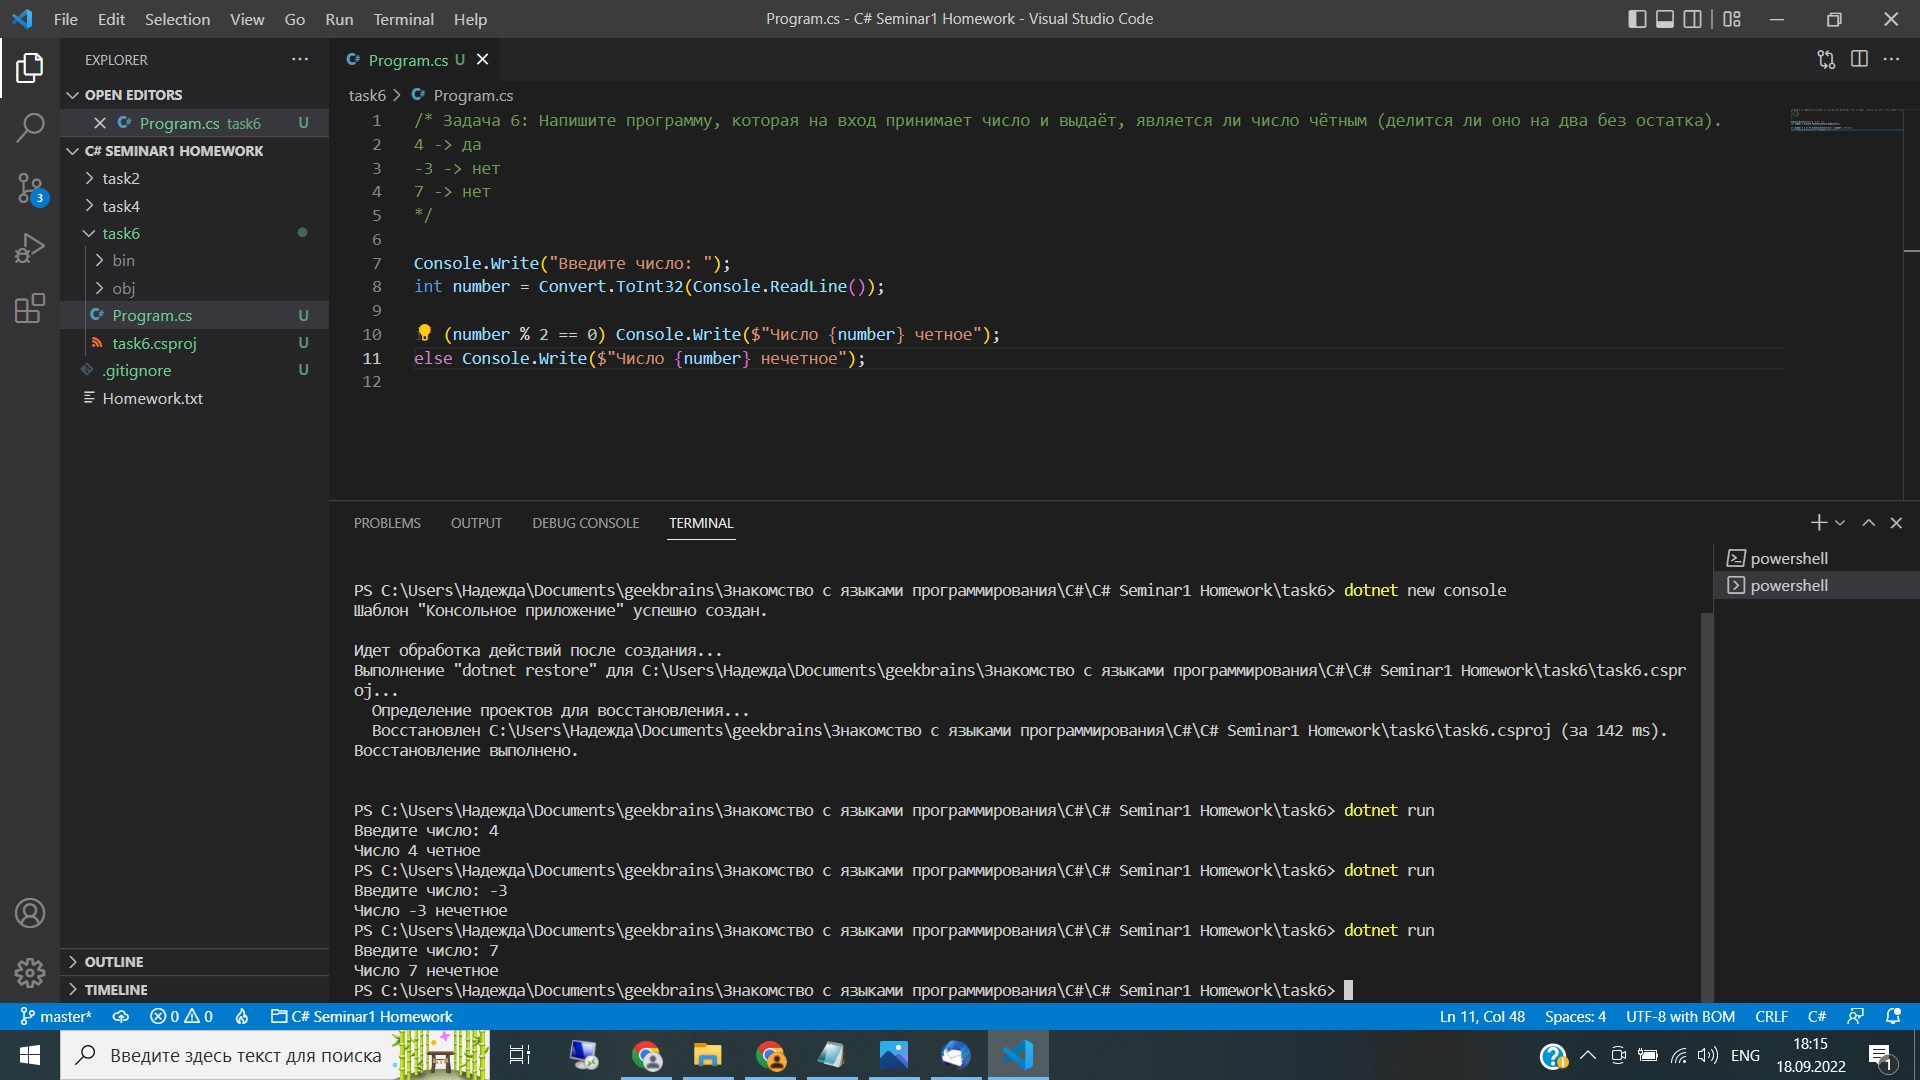 File Edit Selection View Go Run Terminal Help
Program.cs - C# Seminar1 Homework - Visual Studio Code
EXPLORER
OPEN EDITORS
Program.cs task6 U
C# SEMINAR1 HOMEWORK
task2
task4
task6
bin
obj
Program.cs U
task6.csproj U
.gitignore U
Homework.txt
OUTLINE
TIMELINE
3
Program.cs U
task6 > Program.cs
1 /* Задача 6: Напишите программу, которая на вход принимает число и выдаёт, является ли число чётным (делится ли оно на два без остатка).
2 4 -> да
3 -3 -> нет
4 7 -> нет
5 */
6
7 Console.Write("Введите число: ");
8 int number = Convert.ToInt32(Console.ReadLine());
9
10 (number % 2 == 0) Console.Write($"Число {number} четное");
11 else Console.Write($"Число {number} нечетное");
12
PROBLEMS OUTPUT DEBUG CONSOLE TERMINAL
powershell
powershell
PS C:\Users\Надежда\Documents\geekbrains\Знакомство с языками программирования\C#\C# Seminar1 Homework\task6> dotnet new console
Шаблон "Консольное приложение" успешно создан.
Идет обработка действий после создания...
Выполнение "dotnet restore" для C:\Users\Надежда\Documents\geekbrains\Знакомство с языками программирования\C#\C# Seminar1 Homework\task6\task6.cspr
oj...
Определение проектов для восстановления...
Восстановлен C:\Users\Надежда\Documents\geekbrains\Знакомство с языками программирования\C#\C# Seminar1 Homework\task6\task6.csproj (за 142 ms).
Восстановление выполнено.
PS C:\Users\Надежда\Documents\geekbrains\Знакомство с языками программирования\C#\C# Seminar1 Homework\task6> dotnet run
Введите число: 4
Число 4 четное
PS C:\Users\Надежда\Documents\geekbrains\Знакомство с языками программирования\C#\C# Seminar1 Homework\task6> dotnet run
Введите число: -3
Число -3 нечетное
PS C:\Users\Надежда\Documents\geekbrains\Знакомство с языками программирования\C#\C# Seminar1 Homework\task6> dotnet run
Введите число: 7
Число 7 нечетное
PS C:\Users\Надежда\Documents\geekbrains\Знакомство с языками программирования\C#\C# Seminar1 Homework\task6>
master* 0 0 C# Seminar1 Homework
Ln 11, Col 48 Spaces: 4 UTF-8 with BOM CRLF C#
Введите здесь текст для поиска
ENG
18:15
18.09.2022
1